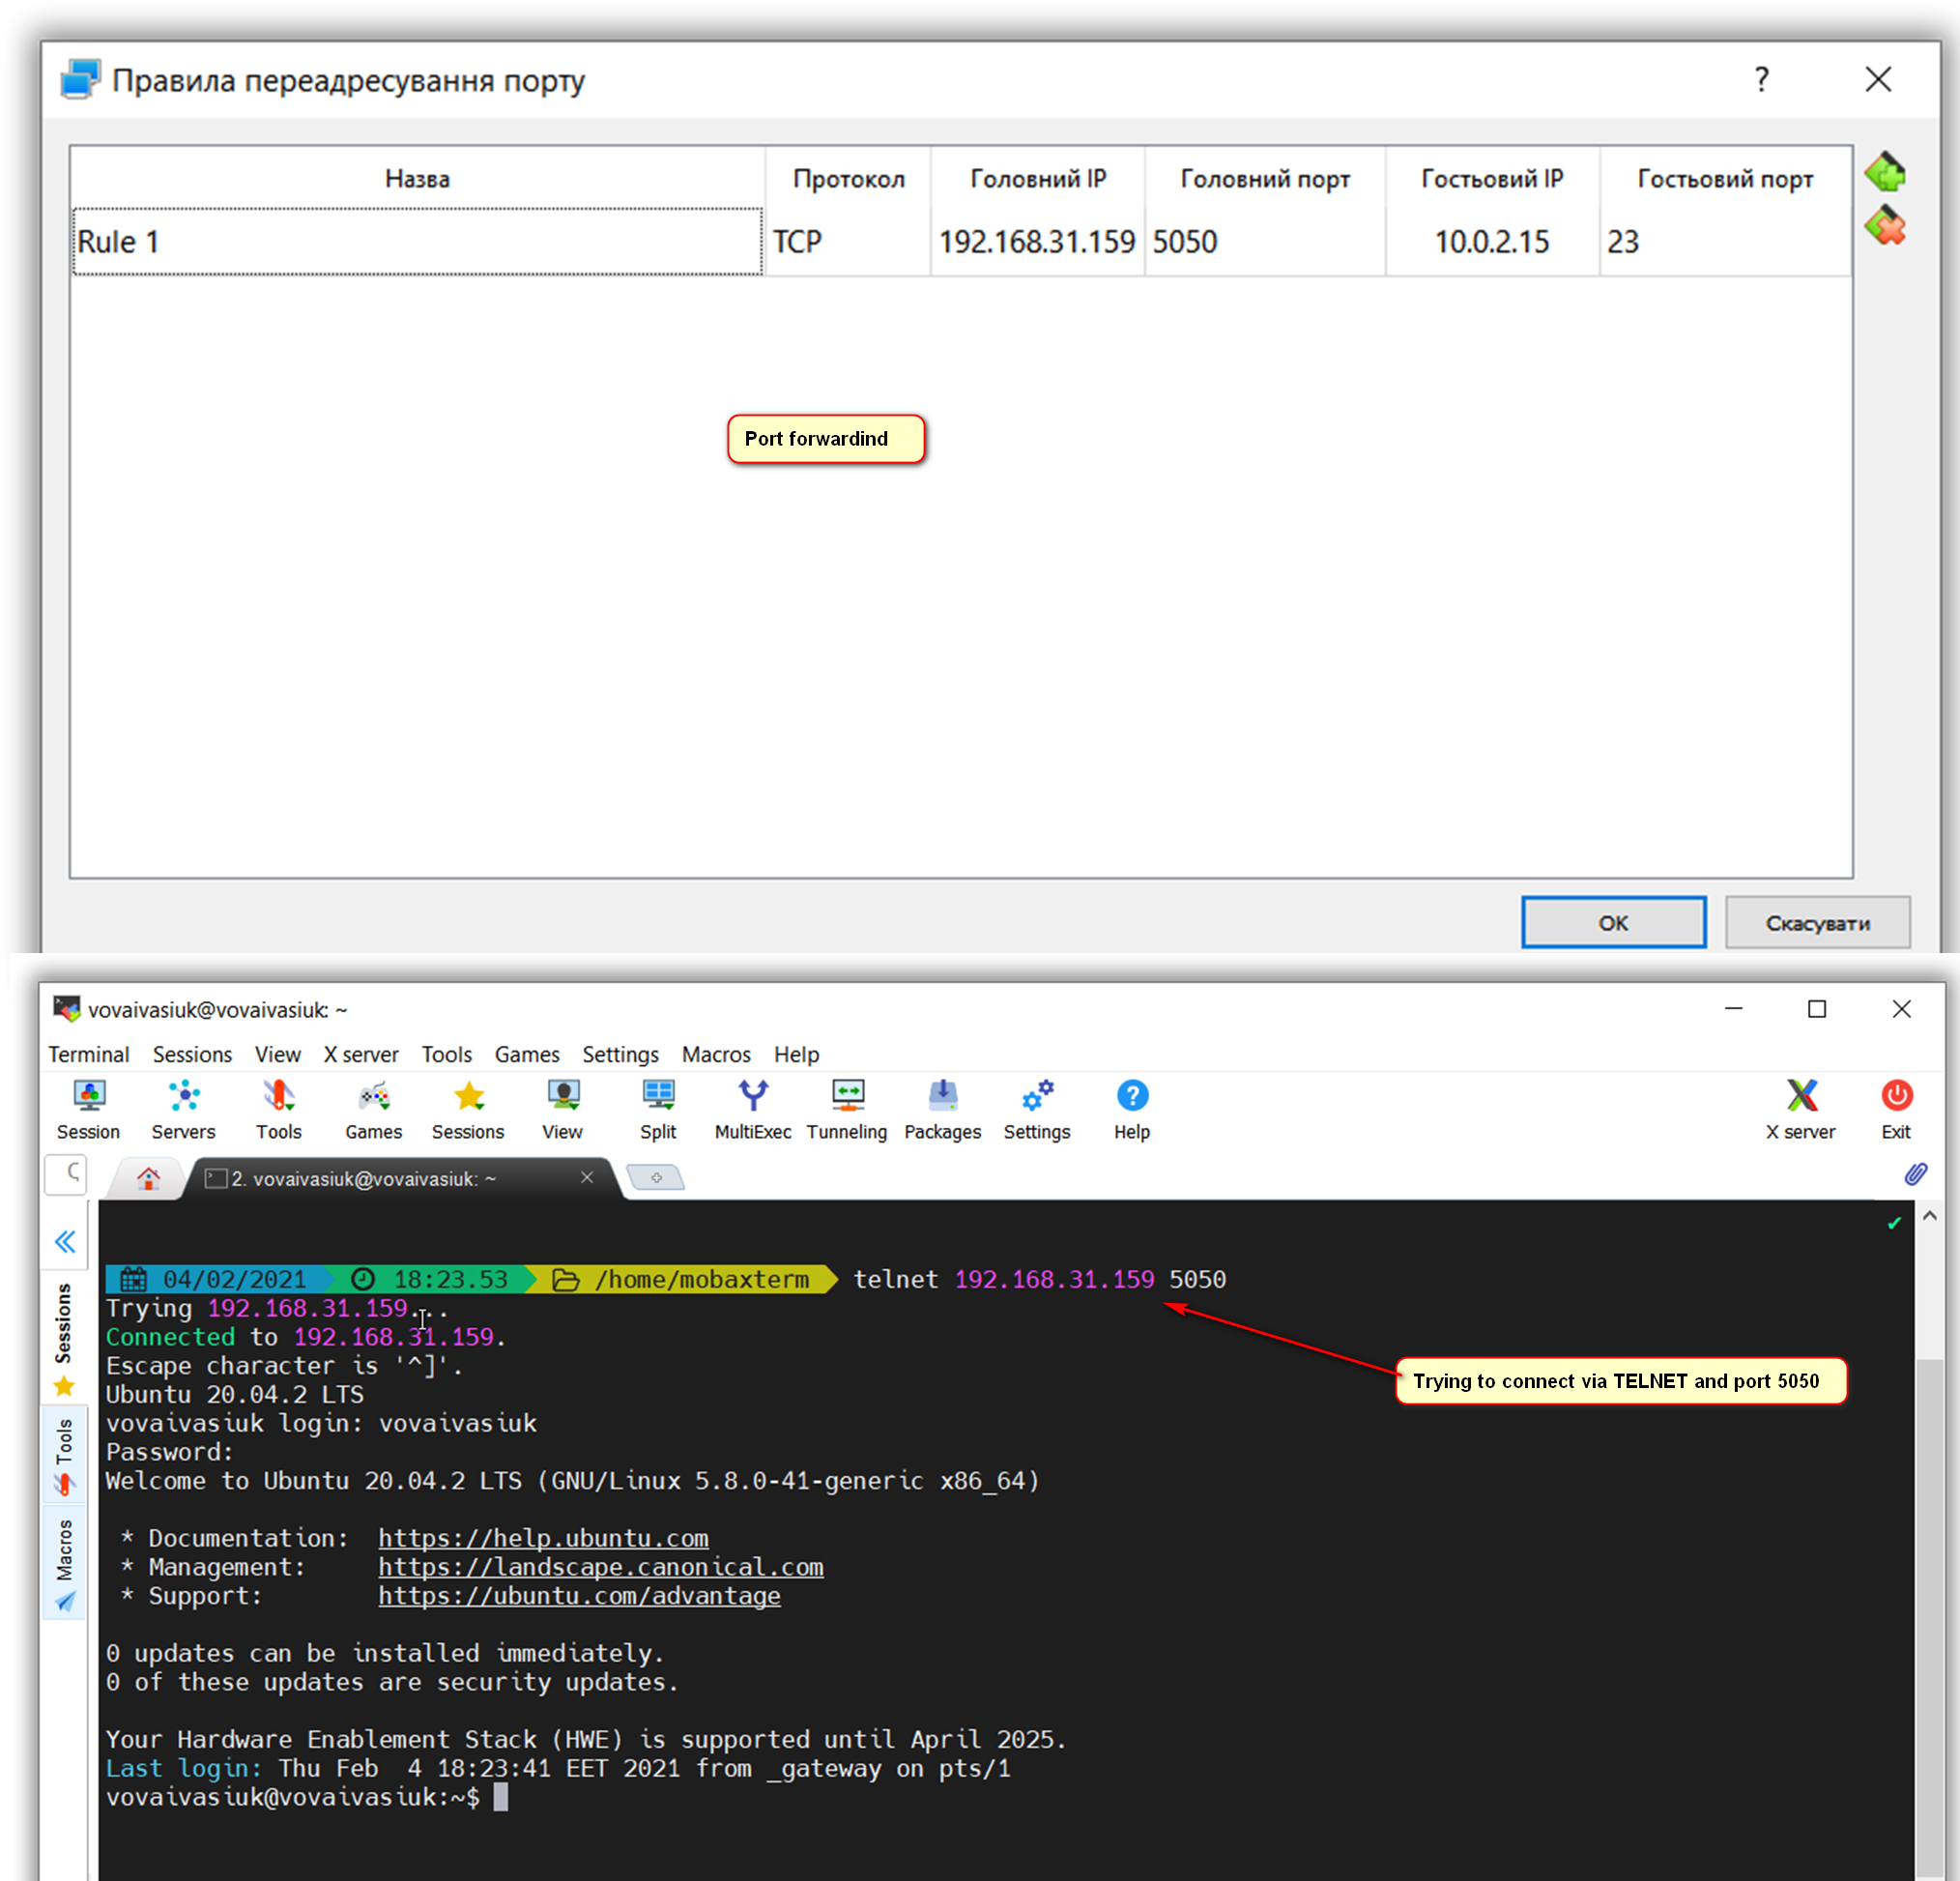 Правила переадресування порту
?
Назва Протокол Головний IP Головний порт Гостьовий IP Гостьовий порт
Rule 1 TCP 192.168.31.159 5050 10.0.2.15 23
Port forwardind
OK Скасувати
vovaivasiuk@vovaivasiuk: ~
Terminal Sessions View X server Tools Games Settings Macros Help
Session Servers Tools Games Sessions View Split MultiExec Tunneling Packages Settings Help X server Exit
2. vovaivasiuk@vovaivasiuk: ~
Sessions
Tools
Macros
04/02/2021 18:23.53 /home/mobaxterm telnet 192.168.31.159 5050
Trying 192.168.31.159...
Connected to 192.168.31.159.
Escape character is '^]'.
Trying to connect via TELNET and port 5050
Ubuntu 20.04.2 LTS
vovaivasiuk login: vovaivasiuk
Password:
Welcome to Ubuntu 20.04.2 LTS (GNU/Linux 5.8.0-41-generic x86_64)
* Documentation: https://help.ubuntu.com
* Management: https://landscape.canonical.com
* Support: https://ubuntu.com/advantage
0 updates can be installed immediately.
0 of these updates are security updates.
Your Hardware Enablement Stack (HWE) is supported until April 2025.
Last login: Thu Feb  4 18:23:41 EET 2021 from _gateway on pts/1
vovaivasiuk@vovaivasiuk:~$